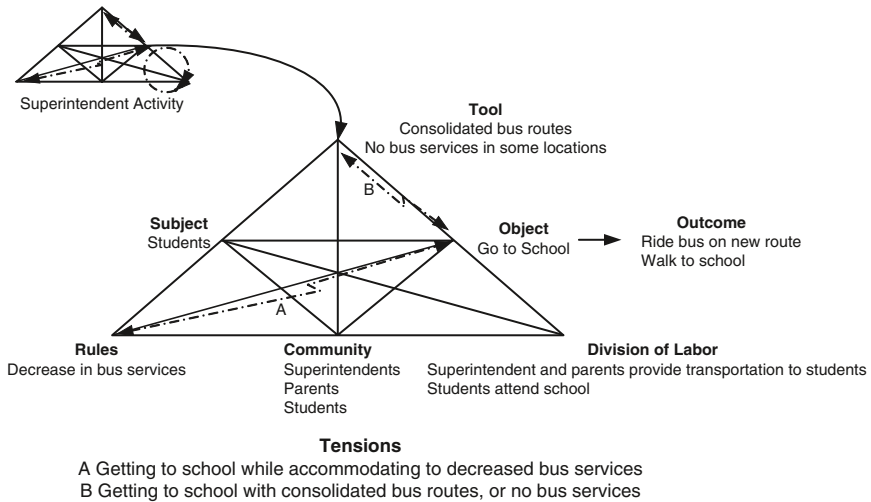 Superintendent Activity
Tool
Consolidated bus routes
No bus services in some locations
B
Subject
Students
Object
Go to School
Outcome
Ride bus on new route
Walk to school
A
Rules
Decrease in bus services
Community
Superintendents
Parents
Students
Division of Labor
Superintendent and parents provide transportation to students
Students attend school
Tensions
A Getting to school while accommodating to decreased bus services
B Getting to school with consolidated bus routes, or no bus services